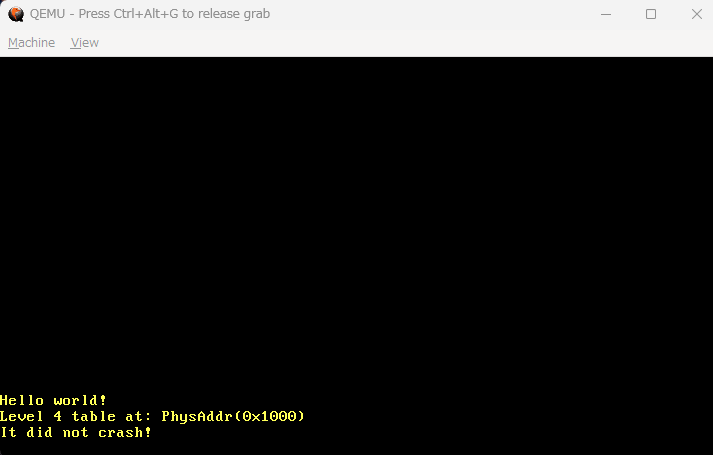 QEMU - Press Ctrl+Alt+G to release grab
Machine View
Hello world!
Level 4 table at: PhysAddr(0x1000)
It did not crash!